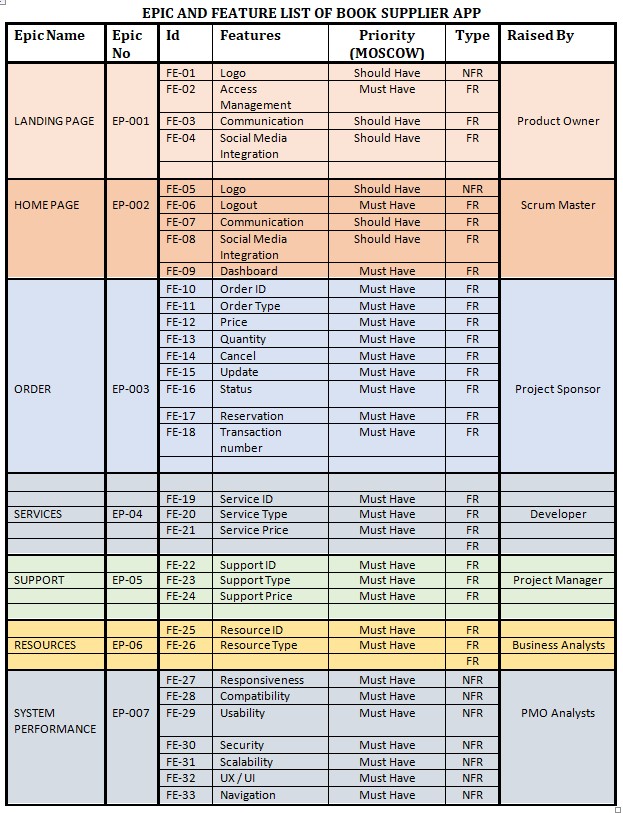 EPIC AND FEATURE LIST OF BOOK SUPPLIER APP
Epic Name Epic No Id Features Priority (MOSCOW) Type Raised By
FE-01 Logo Should Have NFR
FE-02 Access Management Must Have FR
LANDING PAGE EP-001 FE-03 Communication Should Have FR Product Owner
FE-04 Social Media Integration Should Have FR
FE-05 Logo Should Have NFR
HOME PAGE EP-002 FE-06 Logout Must Have FR Scrum Master
FE-07 Communication Should Have FR
FE-08 Social Media Integration Should Have FR
FE-09 Dashboard Must Have FR
FE-10 Order ID Must Have FR
FE-11 Order Type Must Have FR
FE-12 Price Must Have FR
FE-13 Quantity Must Have FR
FE-14 Cancel Must Have FR
FE-15 Update Must Have FR
ORDER EP-003 FE-16 Status Must Have FR Project Sponsor
FE-17 Reservation Must Have FR
FE-18 Transaction number Must Have FR
FE-19 Service ID Must Have FR
SERVICES EP-04 FE-20 Service Type Must Have FR Developer
FE-21 Service Price Must Have FR
FR
FE-22 Support ID Must Have FR
SUPPORT EP-05 FE-23 Support Type Must Have FR Project Manager
FE-24 Support Price Must Have FR
FE-25 Resource ID Must Have FR
RESOURCES EP-06 FE-26 Resource Type Must Have FR Business Analysts
FR
FE-27 Responsiveness Must Have NFR
FE-28 Compatibility Must Have NFR
SYSTEM PERFORMANCE EP-007 FE-29 Usability Must Have NFR PMO Analysts
FE-30 Security Must Have NFR
FE-31 Scalability Must Have NFR
FE-32 UX / UI Must Have NFR
FE-33 Navigation Must Have NFR